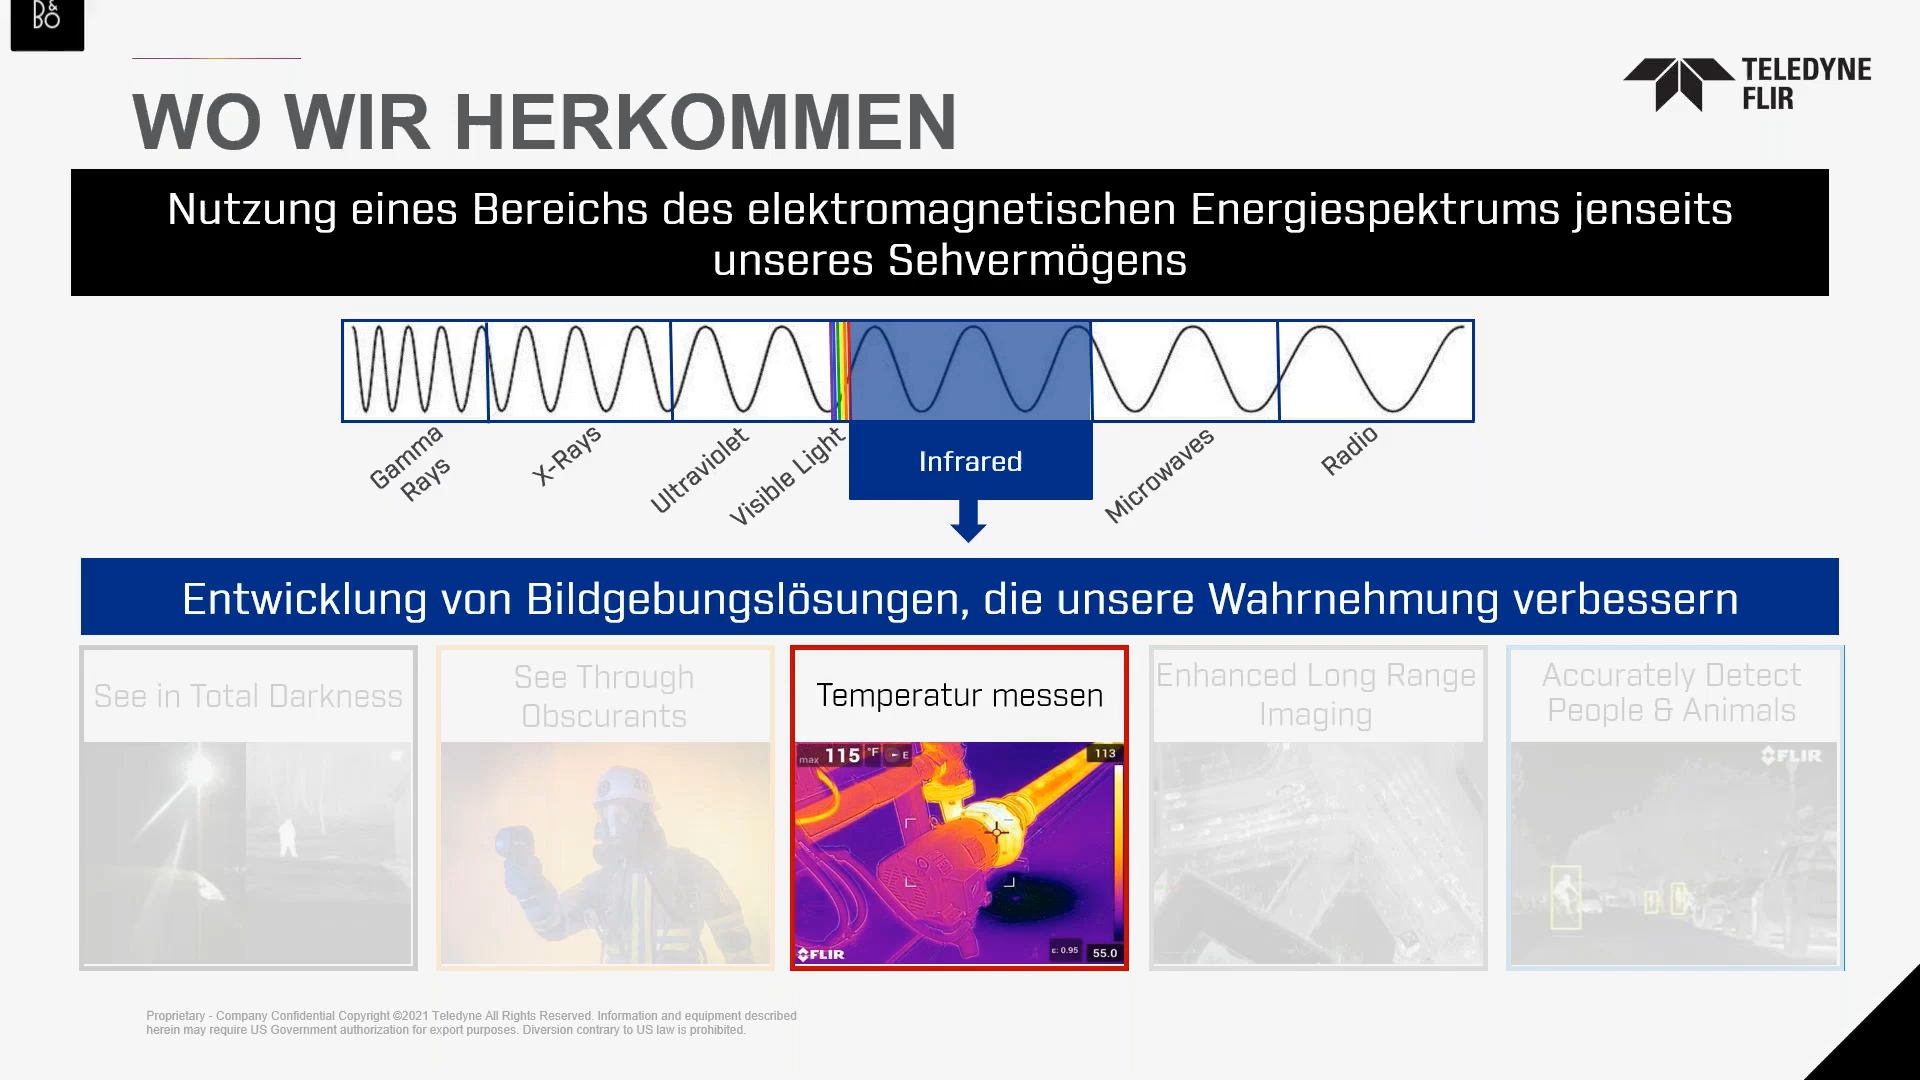 B&O
TELEDYNE
FLIR
WO WIR HERKOMMEN
Nutzung eines Bereichs des elektromagnetischen Energiespektrums jenseits
unseres Sehvermögens
Gamma
Rays
X-Rays
Ultraviolet
Visible Light
Infrared
Microwaves
Radio
Entwicklung von Bildgebungslösungen, die unsere Wahrnehmung verbessern
See in Total Darkness
See Through
Obscurants
Temperatur messen
max 115 °F E
113
ε: 0.95
55.0
FLIR
Enhanced Long Range
Imaging
Accurately Detect
People & Animals
FLIR
Proprietary - Company Confidential Copyright ©2021 Teledyne All Rights Reserved. Information and equipment described
herein may require US Government authorization for export purposes. Diversion contrary to US law is prohibited.